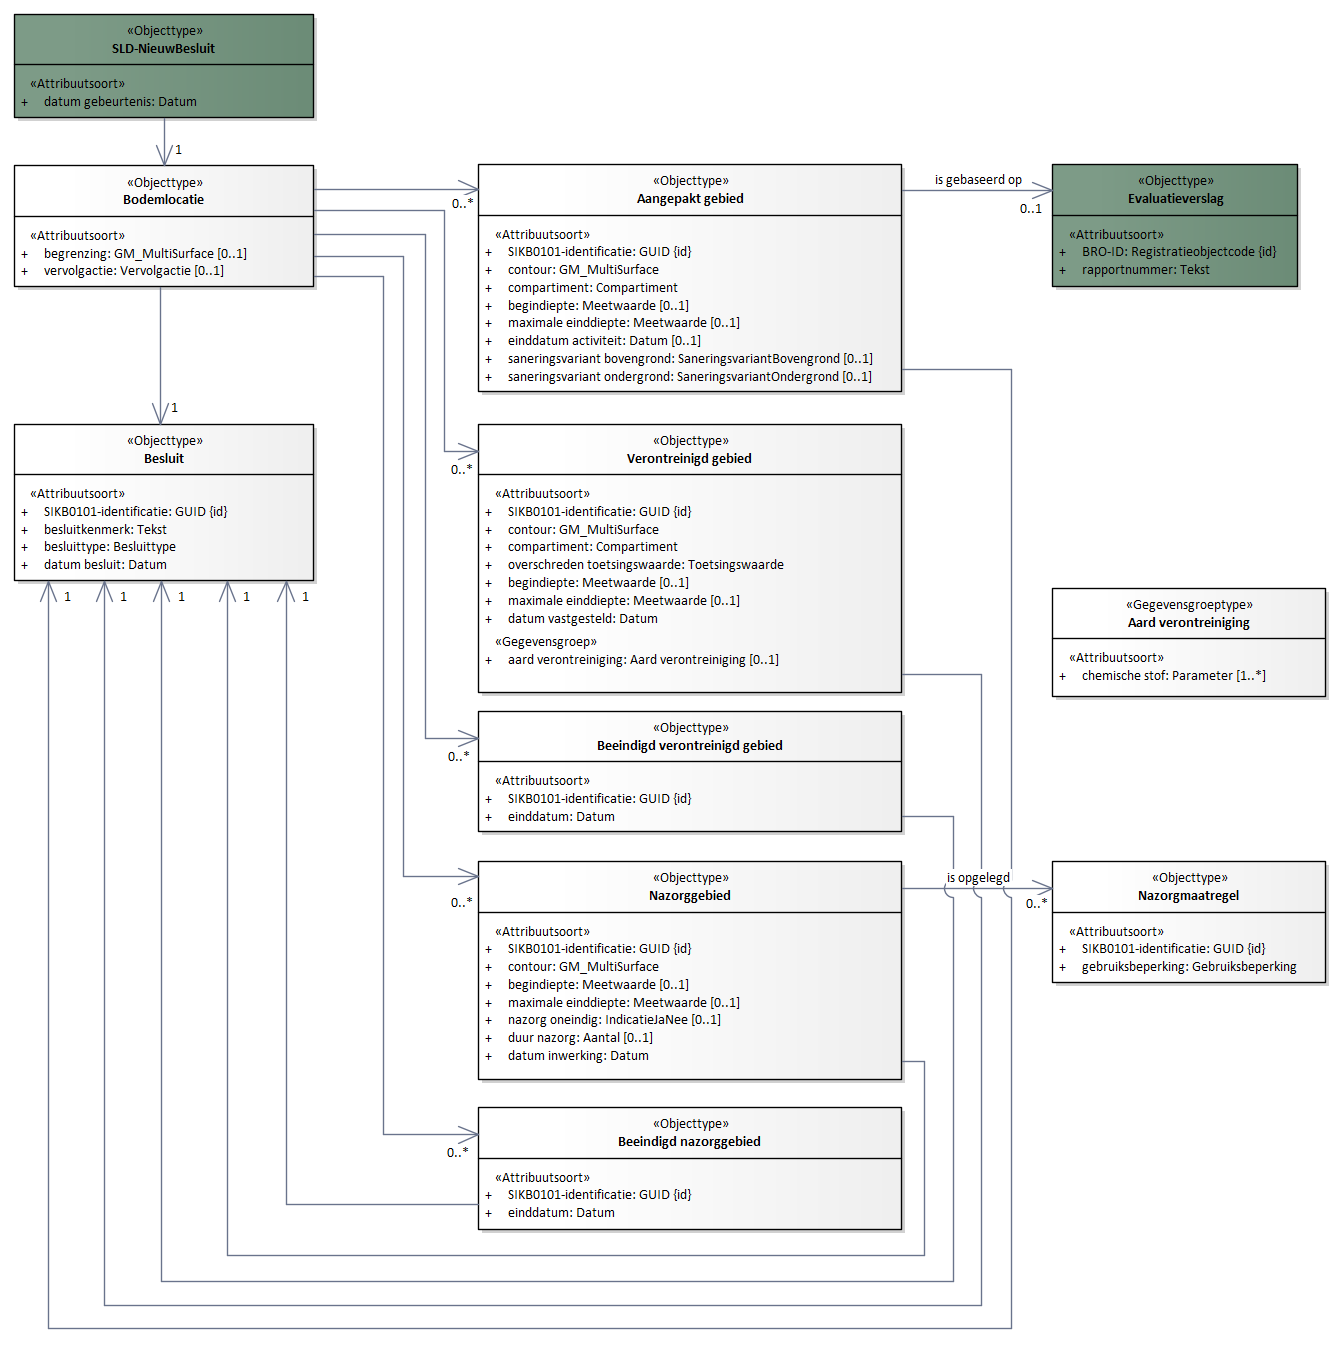 «Objecttype»
SLD-NieuwBesluit
«Attribuutsoort»
+ datum gebeurtenis: Datum
1
«Objecttype»
Bodemlocatie
«Attribuutsoort»
+ begrenzing: GM_MultiSurface [0..1]
+ vervolgactie: Vervolgactie [0..1]
1
«Objecttype»
Besluit
«Attribuutsoort»
+ SIKB0101-identificatie: GUID {id}
+ besluitkenmerk: Tekst
+ besluittype: Besluittype
+ datum besluit: Datum
1 1 1 1 1
0..*
«Objecttype»
Aangepakt gebied
«Attribuutsoort»
+ SIKB0101-identificatie: GUID {id}
+ contour: GM_MultiSurface
+ compartiment: Compartiment
+ begindiepte: Meetwaarde [0..1]
+ maximale einddiepte: Meetwaarde [0..1]
+ einddatum activiteit: Datum [0..1]
+ saneringsvariant bovengrond: SaneringsvariantBovengrond [0..1]
+ saneringsvariant ondergrond: SaneringsvariantOndergrond [0..1]
is gebaseerd op
0..1
«Objecttype»
Evaluatieverslag
«Attribuutsoort»
+ BRO-ID: Registratieobjectcode {id}
+ rapportnummer: Tekst
0..*
«Objecttype»
Verontreinigd gebied
«Attribuutsoort»
+ SIKB0101-identificatie: GUID {id}
+ contour: GM_MultiSurface
+ compartiment: Compartiment
+ overschreden toetsingswaarde: Toetsingswaarde
+ begindiepte: Meetwaarde [0..1]
+ maximale einddiepte: Meetwaarde [0..1]
+ datum vastgesteld: Datum
«Gegevensgroep»
+ aard verontreiniging: Aard verontreiniging [0..1]
«Gegevensgroeptype»
Aard verontreiniging
«Attribuutsoort»
+ chemische stof: Parameter [1..*]
0..*
«Objecttype»
Beeindigd verontreinigd gebied
«Attribuutsoort»
+ SIKB0101-identificatie: GUID {id}
+ einddatum: Datum
0..*
«Objecttype»
Nazorggebied
«Attribuutsoort»
+ SIKB0101-identificatie: GUID {id}
+ contour: GM_MultiSurface
+ begindiepte: Meetwaarde [0..1]
+ maximale einddiepte: Meetwaarde [0..1]
+ nazorg oneindig: IndicatieJaNee [0..1]
+ duur nazorg: Aantal [0..1]
+ datum inwerking: Datum
is opgelegd
0..*
«Objecttype»
Nazorgmaatregel
«Attribuutsoort»
+ SIKB0101-identificatie: GUID {id}
+ gebruiksbeperking: Gebruiksbeperking
0..*
«Objecttype»
Beeindigd nazorggebied
«Attribuutsoort»
+ SIKB0101-identificatie: GUID {id}
+ einddatum: Datum